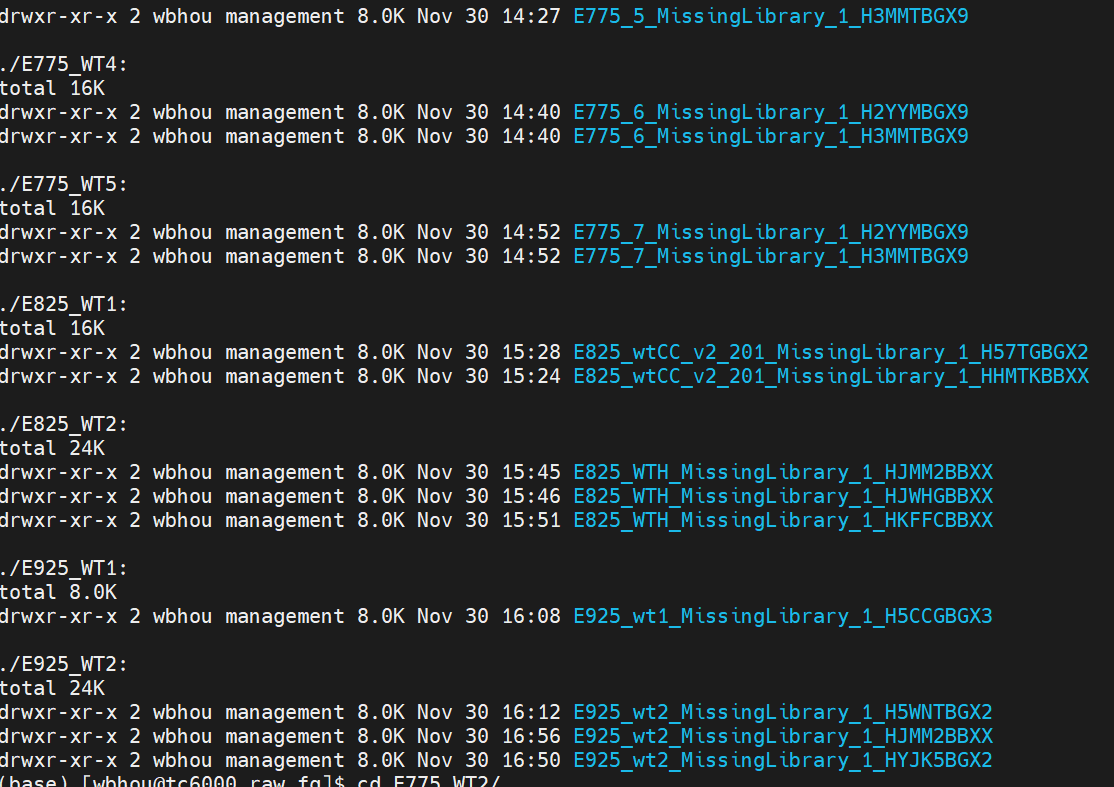 drwxr-xr-x 2 wbhou management 8.0K Nov 30 14:27 E775_5_MissingLibrary_1_H3MMTBGX9
./E775_WT4:
total 16K
drwxr-xr-x 2 wbhou management 8.0K Nov 30 14:40 E775_6_MissingLibrary_1_H2YYMBGX9
drwxr-xr-x 2 wbhou management 8.0K Nov 30 14:40 E775_6_MissingLibrary_1_H3MMTBGX9
./E775_WT5:
total 16K
drwxr-xr-x 2 wbhou management 8.0K Nov 30 14:52 E775_7_MissingLibrary_1_H2YYMBGX9
drwxr-xr-x 2 wbhou management 8.0K Nov 30 14:52 E775_7_MissingLibrary_1_H3MMTBGX9
./E825_WT1:
total 16K
drwxr-xr-x 2 wbhou management 8.0K Nov 30 15:28 E825_wtCC_v2_201_MissingLibrary_1_H57TGBGX2
drwxr-xr-x 2 wbhou management 8.0K Nov 30 15:24 E825_wtCC_v2_201_MissingLibrary_1_HHMTKBBXX
./E825_WT2:
total 24K
drwxr-xr-x 2 wbhou management 8.0K Nov 30 15:45 E825_WTH_MissingLibrary_1_HJMM2BBXX
drwxr-xr-x 2 wbhou management 8.0K Nov 30 15:46 E825_WTH_MissingLibrary_1_HJWHGBBXX
drwxr-xr-x 2 wbhou management 8.0K Nov 30 15:51 E825_WTH_MissingLibrary_1_HKFFCBBXX
./E925_WT1:
total 8.0K
drwxr-xr-x 2 wbhou management 8.0K Nov 30 16:08 E925_wt1_MissingLibrary_1_H5CCGBGX3
./E925_WT2:
total 24K
drwxr-xr-x 2 wbhou management 8.0K Nov 30 16:12 E925_wt2_MissingLibrary_1_H5WNTBGX2
drwxr-xr-x 2 wbhou management 8.0K Nov 30 16:56 E925_wt2_MissingLibrary_1_HJMM2BBXX
drwxr-xr-x 2 wbhou management 8.0K Nov 30 16:50 E925_wt2_MissingLibrary_1_HYJK5BGX2
(base) [wbhou@tc6000 raw_fq]$ cd E775_WT2/